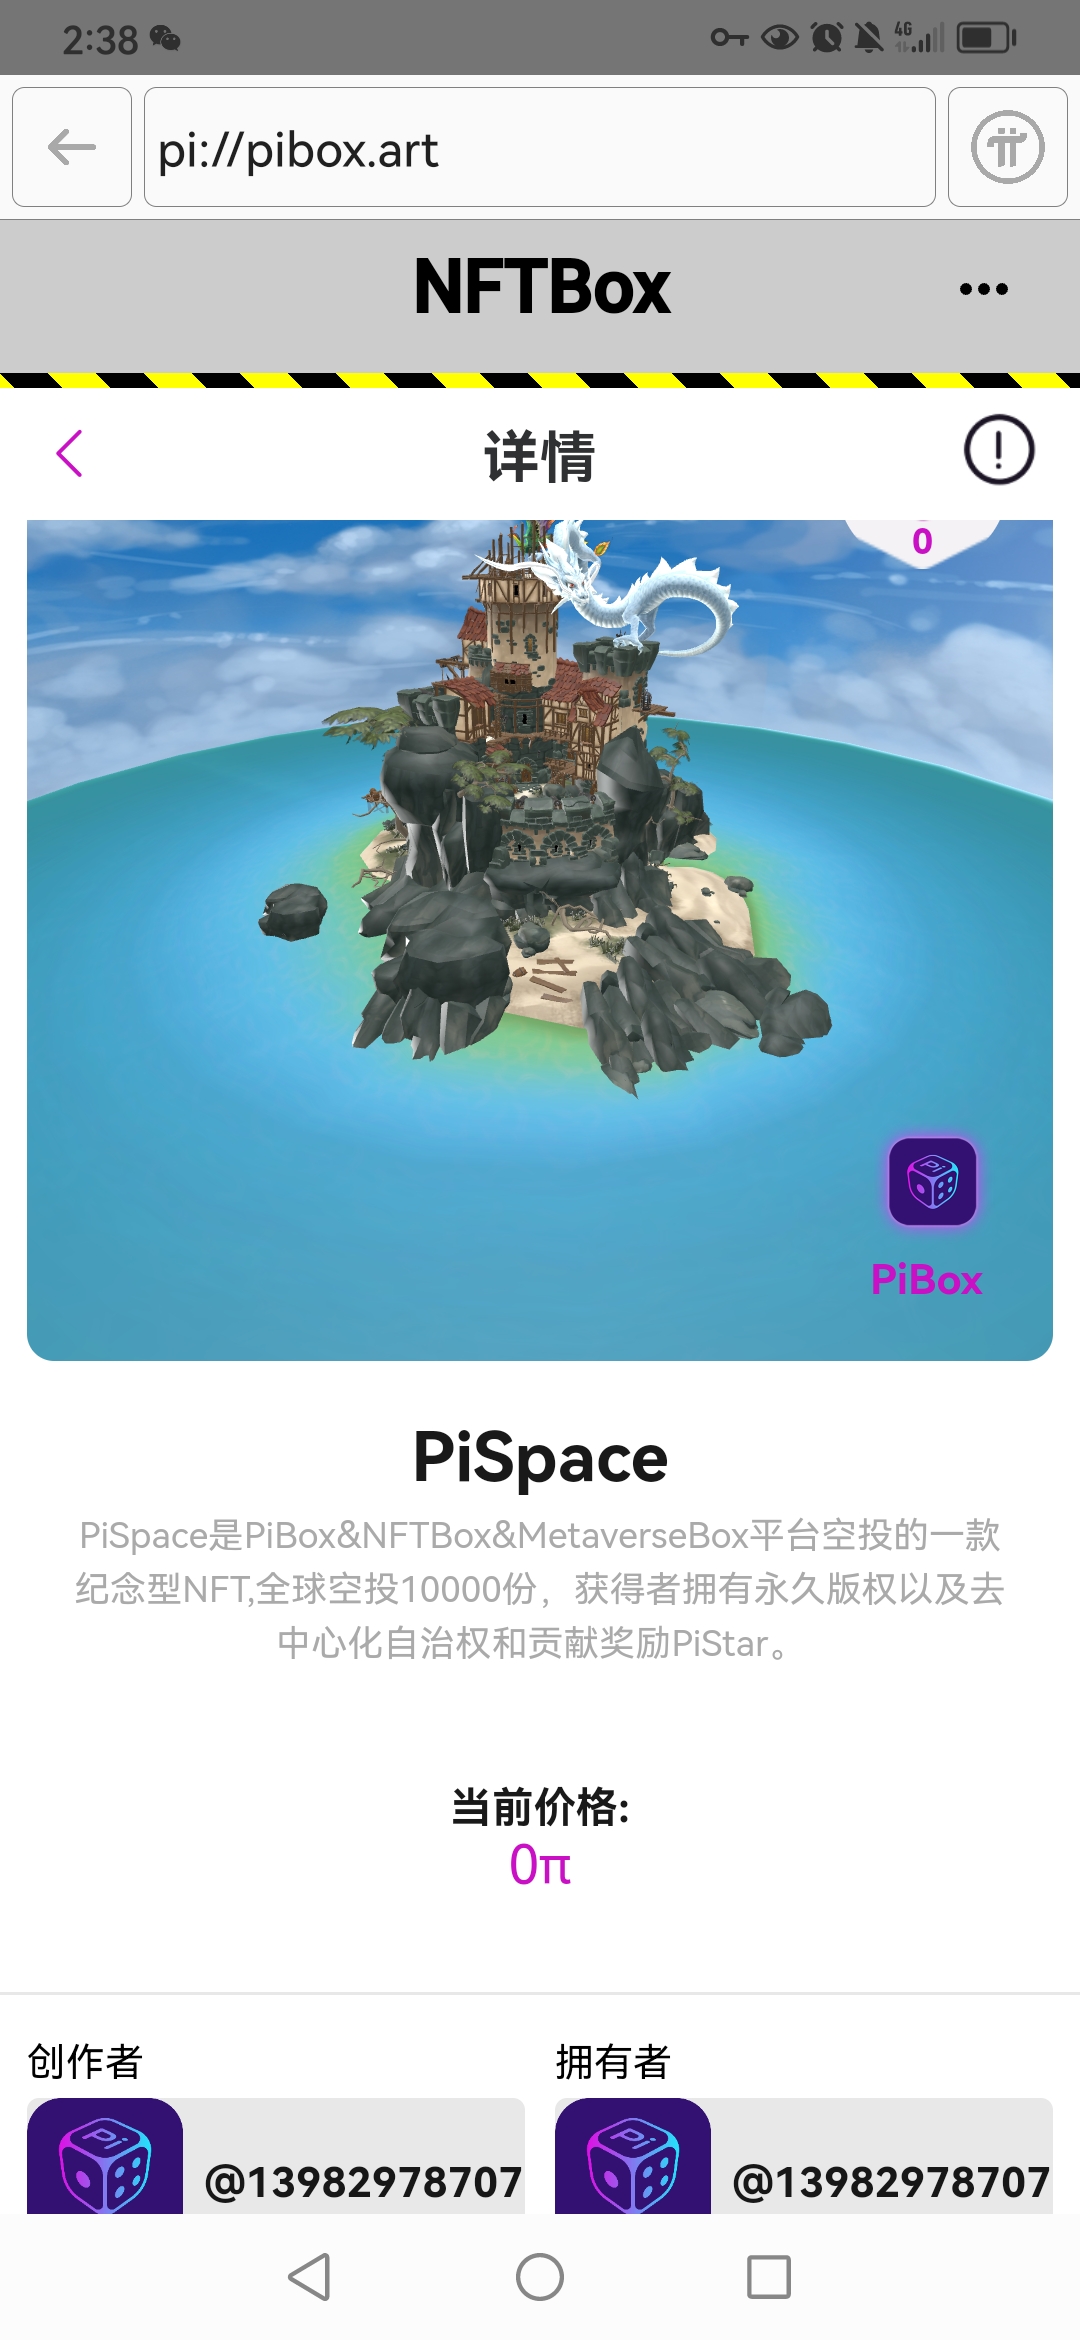 2:38
4G
pi://pibox.art
NFTBox
详情
0
Pi
PiBox
PiSpace
PiSpace是PiBox&NFTBox&MetaverseBox平台空投的一款
纪念型NFT,全球空投10000份，获得者拥有永久版权以及去
中心化自治权和贡献奖励PiStar。
当前价格:
0π
创作者
拥有者
Pi
@13982978707
Pi
@13982978707